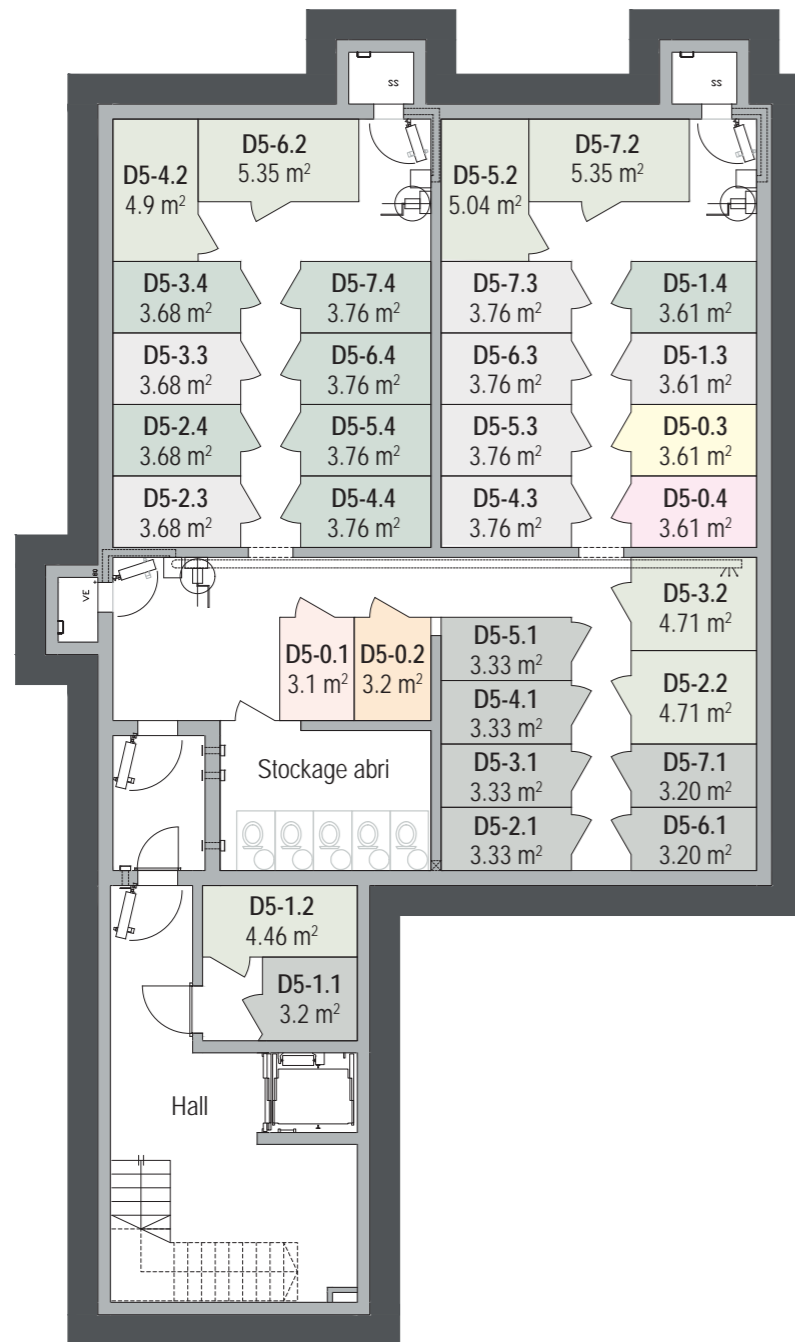 SS
SS
D5-6.2
5.35 m²
D5-4.2
4.9 m²
D5-7.2
5.35 m²
D5-5.2
5.04 m²
D5-3.4
3.68 m²
D5-7.4
3.76 m²
D5-7.3
3.76 m²
D5-1.4
3.61 m²
D5-3.3
3.68 m²
D5-6.4
3.76 m²
D5-6.3
3.76 m²
D5-1.3
3.61 m²
D5-2.4
3.68 m²
D5-5.4
3.76 m²
D5-5.3
3.76 m²
D5-0.3
3.61 m²
D5-2.3
3.68 m²
D5-4.4
3.76 m²
D5-4.3
3.76 m²
D5-0.4
3.61 m²
VE
80
D5-3.2
4.71 m²
D5-0.1
3.1 m²
D5-0.2
3.2 m²
D5-5.1
3.33 m²
D5-2.2
4.71 m²
D5-4.1
3.33 m²
Stockage abri
D5-3.1
3.33 m²
D5-7.1
3.20 m²
D5-2.1
3.33 m²
D5-6.1
3.20 m²
D5-1.2
4.46 m²
D5-1.1
3.2 m²
Hall